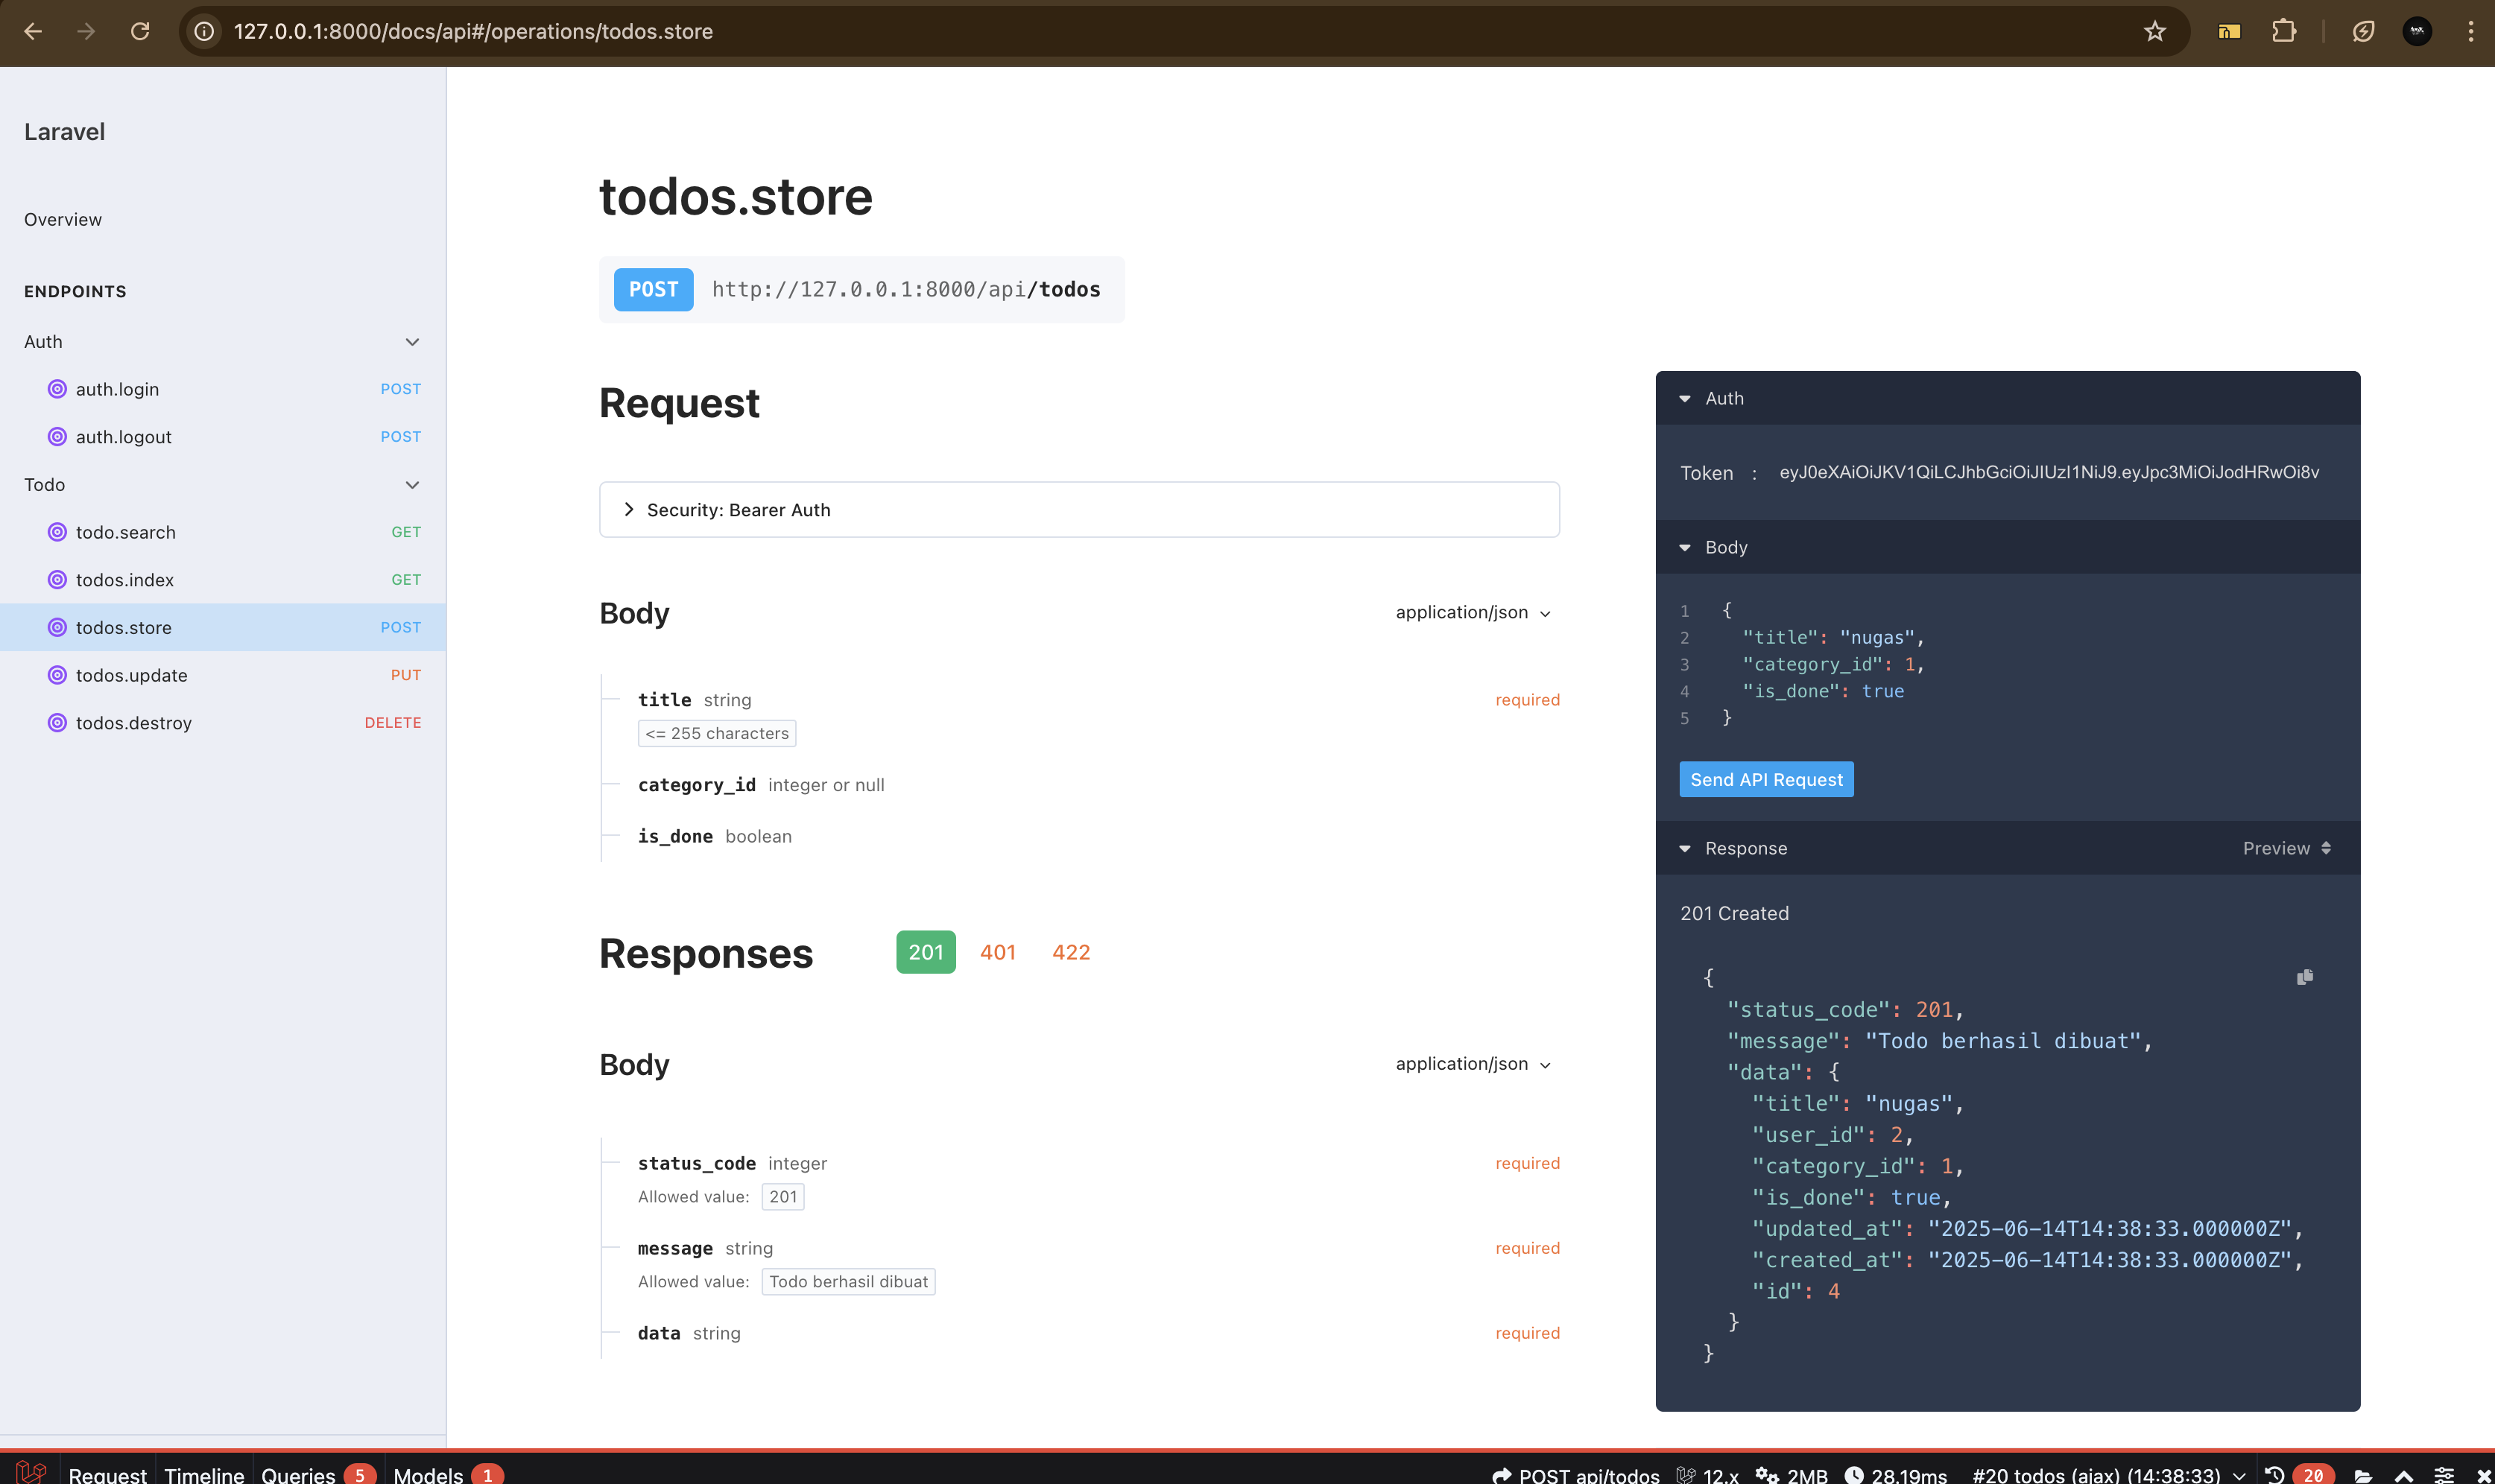 127.0.0.1:8000/docs/api#/operations/todos.store
Laravel
Overview
ENDPOINTS
Auth
auth.login POST
auth.logout POST
Todo
todo.search GET
todos.index GET
todos.store POST
todos.update PUT
todos.destroy DELETE
todos.store
POST http://127.0.0.1:8000/api/todos
Request
Security: Bearer Auth
Body application/json
title string required
<= 255 characters
category_id integer or null
is_done boolean
Responses 201 401 422
Body application/json
status_code integer required
Allowed value: 201
message string required
Allowed value: Todo berhasil dibuat
data string required
Auth
Token : eyJ0eXAiOiJKV1QiLCJhbGciOiJIUzI1NiJ9.eyJpc3MiOiJodHRwOi8v
Body
1 {
2 "title": "nugas",
3 "category_id": 1,
4 "is_done": true
5 }
Send API Request
Response Preview
201 Created
{
"status_code": 201,
"message": "Todo berhasil dibuat",
"data": {
"title": "nugas",
"user_id": 2,
"category_id": 1,
"is_done": true,
"updated_at": "2025-06-14T14:38:33.000000Z",
"created_at": "2025-06-14T14:38:33.000000Z",
"id": 4
}
}
Request Timeline Queries 5 Models 1 POST api/todos 12.x 2MB 28.19ms #20 todos (ajax) (14:38:33) 20